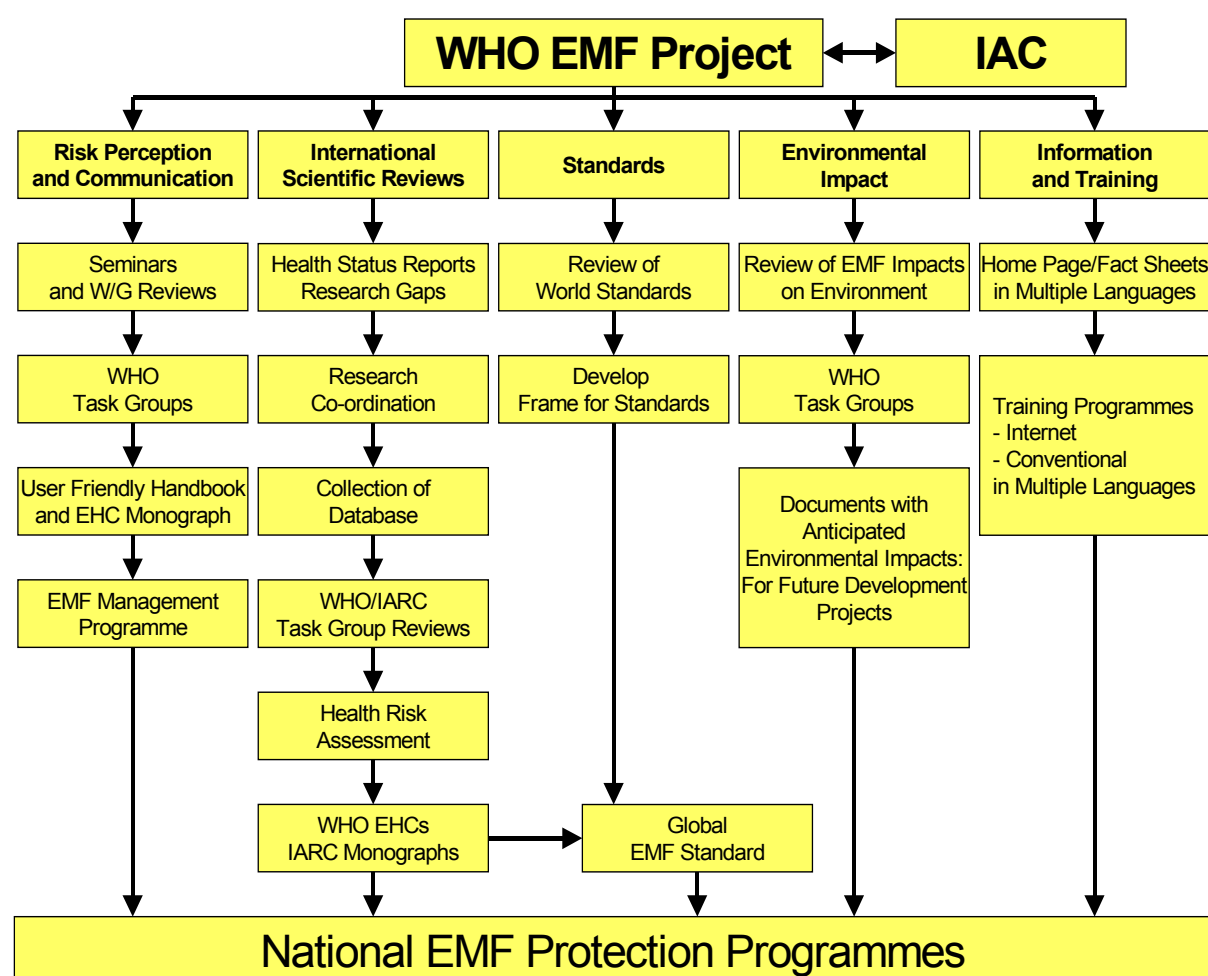 WHO EMF Project
IAC
Risk Perception
and Communication
International
Scientific Reviews
Standards
Environmental
Impact
Information
and Training
Seminars
and W/G Reviews
Health Status Reports
Research Gaps
Review of
World Standards
Review of EMF Impacts
on Environment
Home Page/Fact Sheets
in Multiple Languages
WHO
Task Groups
Research
Co-ordination
Develop
Frame for Standards
WHO
Task Groups
Training Programmes
- Internet
- Conventional
in Multiple Languages
User Friendly Handbook
and EHC Monograph
Collection of
Database
Documents with
Anticipated
Environmental Impacts:
For Future Development
Projects
EMF Management
Programme
WHO/IARC
Task Group Reviews
Health Risk
Assessment
WHO EHCs
IARC Monographs
Global
EMF Standard
National EMF Protection Programmes